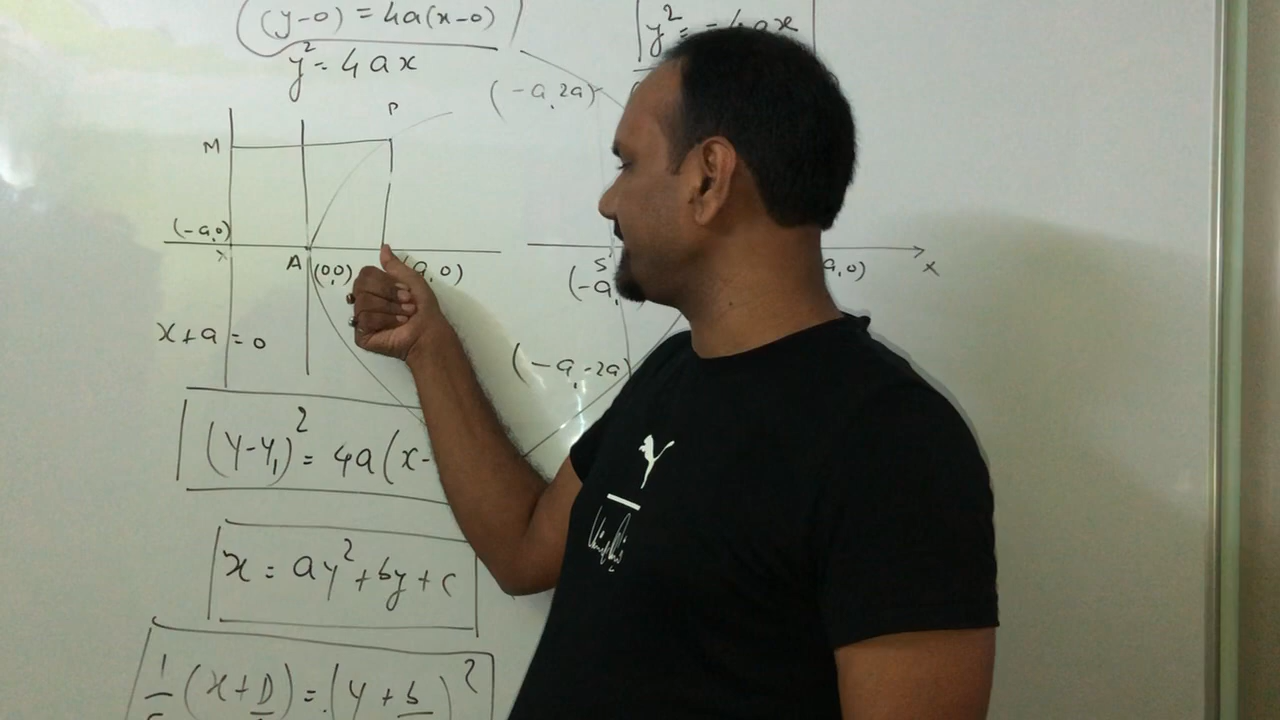 (y-0) = 4a(x-0)
y² = 4ax
y² = -4ax
P
(-a, 2a)
M
(-a,0)
x
A
(0,0)
(a, 0)
S
(-a,
a, 0)
x
x+a = 0
(-a, -2a)
(y-y₁)² = 4a(x-
x = ay² + by + c
(x+D) = (y + b
)²